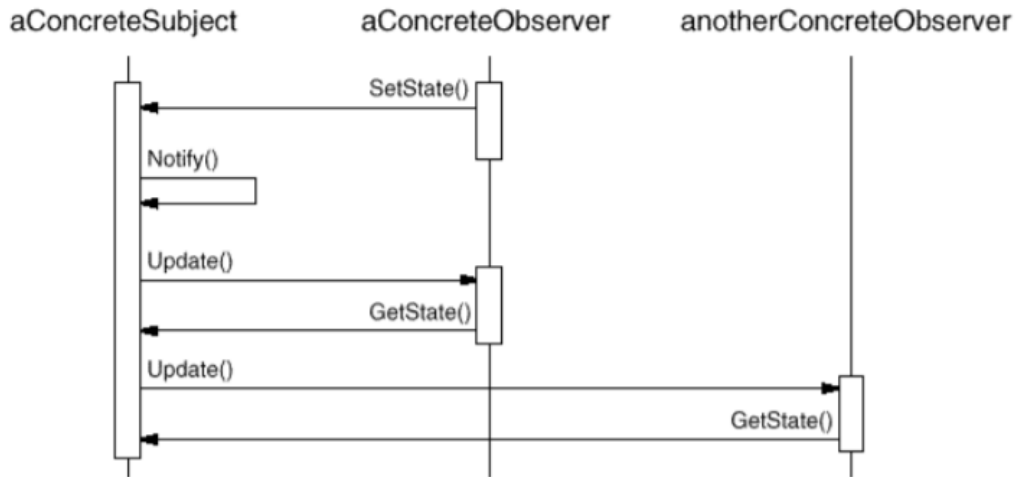 aConcreteSubject aConcreteObserver anotherConcreteObserver
SetState()
Notify()
Update()
GetState()
Update()
GetState()